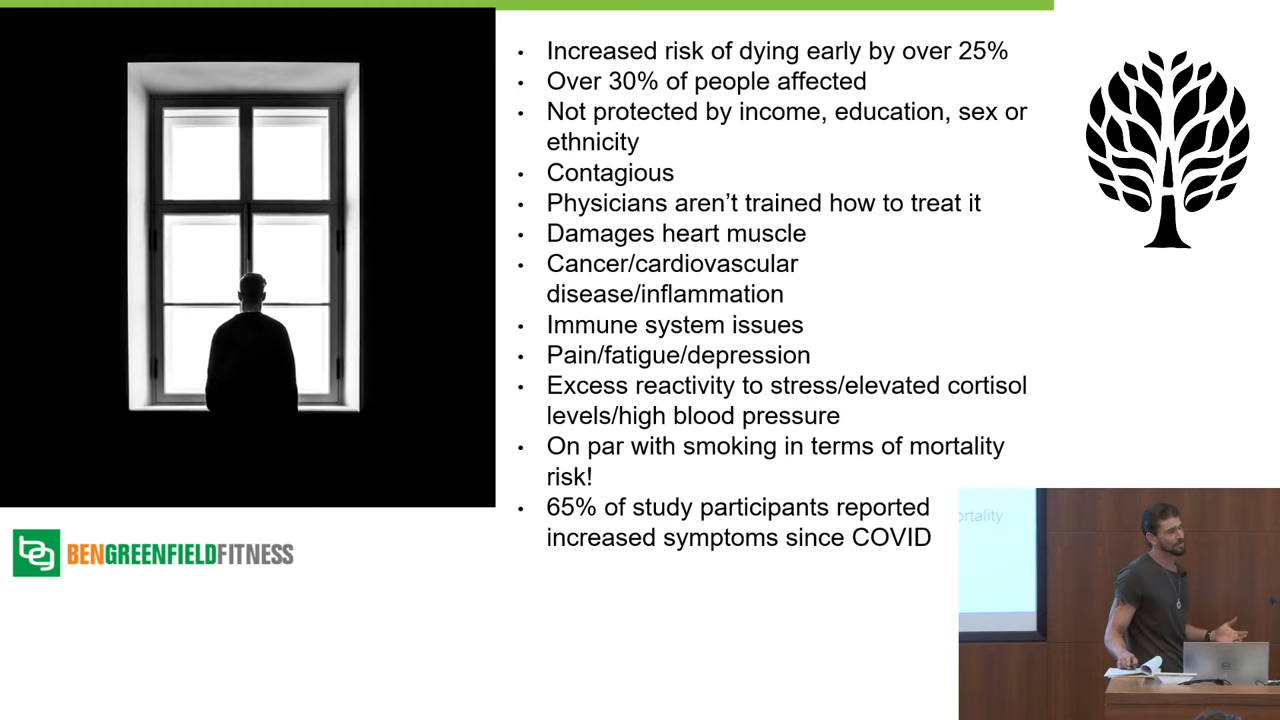 • Increased risk of dying early by over 25%
• Over 30% of people affected
• Not protected by income, education, sex or
ethnicity
• Contagious
• Physicians aren’t trained how to treat it
• Damages heart muscle
• Cancer/cardiovascular
disease/inflammation
• Immune system issues
• Pain/fatigue/depression
• Excess reactivity to stress/elevated cortisol
levels/high blood pressure
• On par with smoking in terms of mortality
risk!
• 65% of study participants reported
increased symptoms since COVID
BENGREENFIELDFITNESS